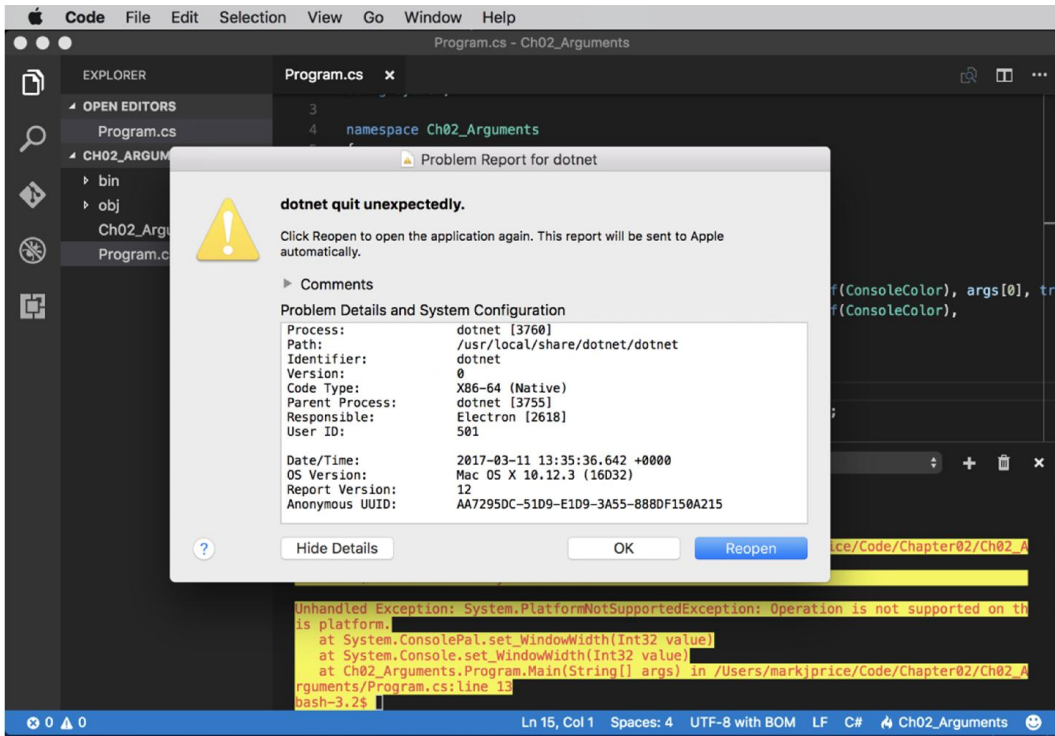 Code File Edit Selection View Go Window Help
Program.cs - Ch02_Arguments
EXPLORER
OPEN EDITORS
Program.cs
CH02_ARGUM
bin
obj
Ch02_Argu
Program.c
Program.cs ×
3
4 namespace Ch02_Arguments
Problem Report for dotnet
dotnet quit unexpectedly.
Click Reopen to open the application again. This report will be sent to Apple
automatically.
Comments
Problem Details and System Configuration
Process: dotnet [3760]
Path: /usr/local/share/dotnet/dotnet
Identifier: dotnet
Version: 0
Code Type: X86-64 (Native)
Parent Process: dotnet [3755]
Responsible: Electron [2618]
User ID: 501
Date/Time: 2017-03-11 13:35:36.642 +0000
OS Version: Mac OS X 10.12.3 (16D32)
Report Version: 12
Anonymous UUID: AA7295DC-51D9-E1D9-3A55-888DF150A215
? Hide Details OK Reopen
f(ConsoleColor), args[0], tr
f(ConsoleColor),
;
ice/Code/Chapter02/Ch02_A
Unhandled Exception: System.PlatformNotSupportedException: Operation is not supported on th
is platform.
at System.ConsolePal.set_WindowWidth(Int32 value)
at System.Console.set_WindowWidth(Int32 value)
at Ch02_Arguments.Program.Main(String[] args) in /Users/markjprice/Code/Chapter02/Ch02_A
rguments/Program.cs:line 13
bash-3.2$
0 0 Ln 15, Col 1 Spaces: 4 UTF-8 with BOM LF C# Ch02_Arguments